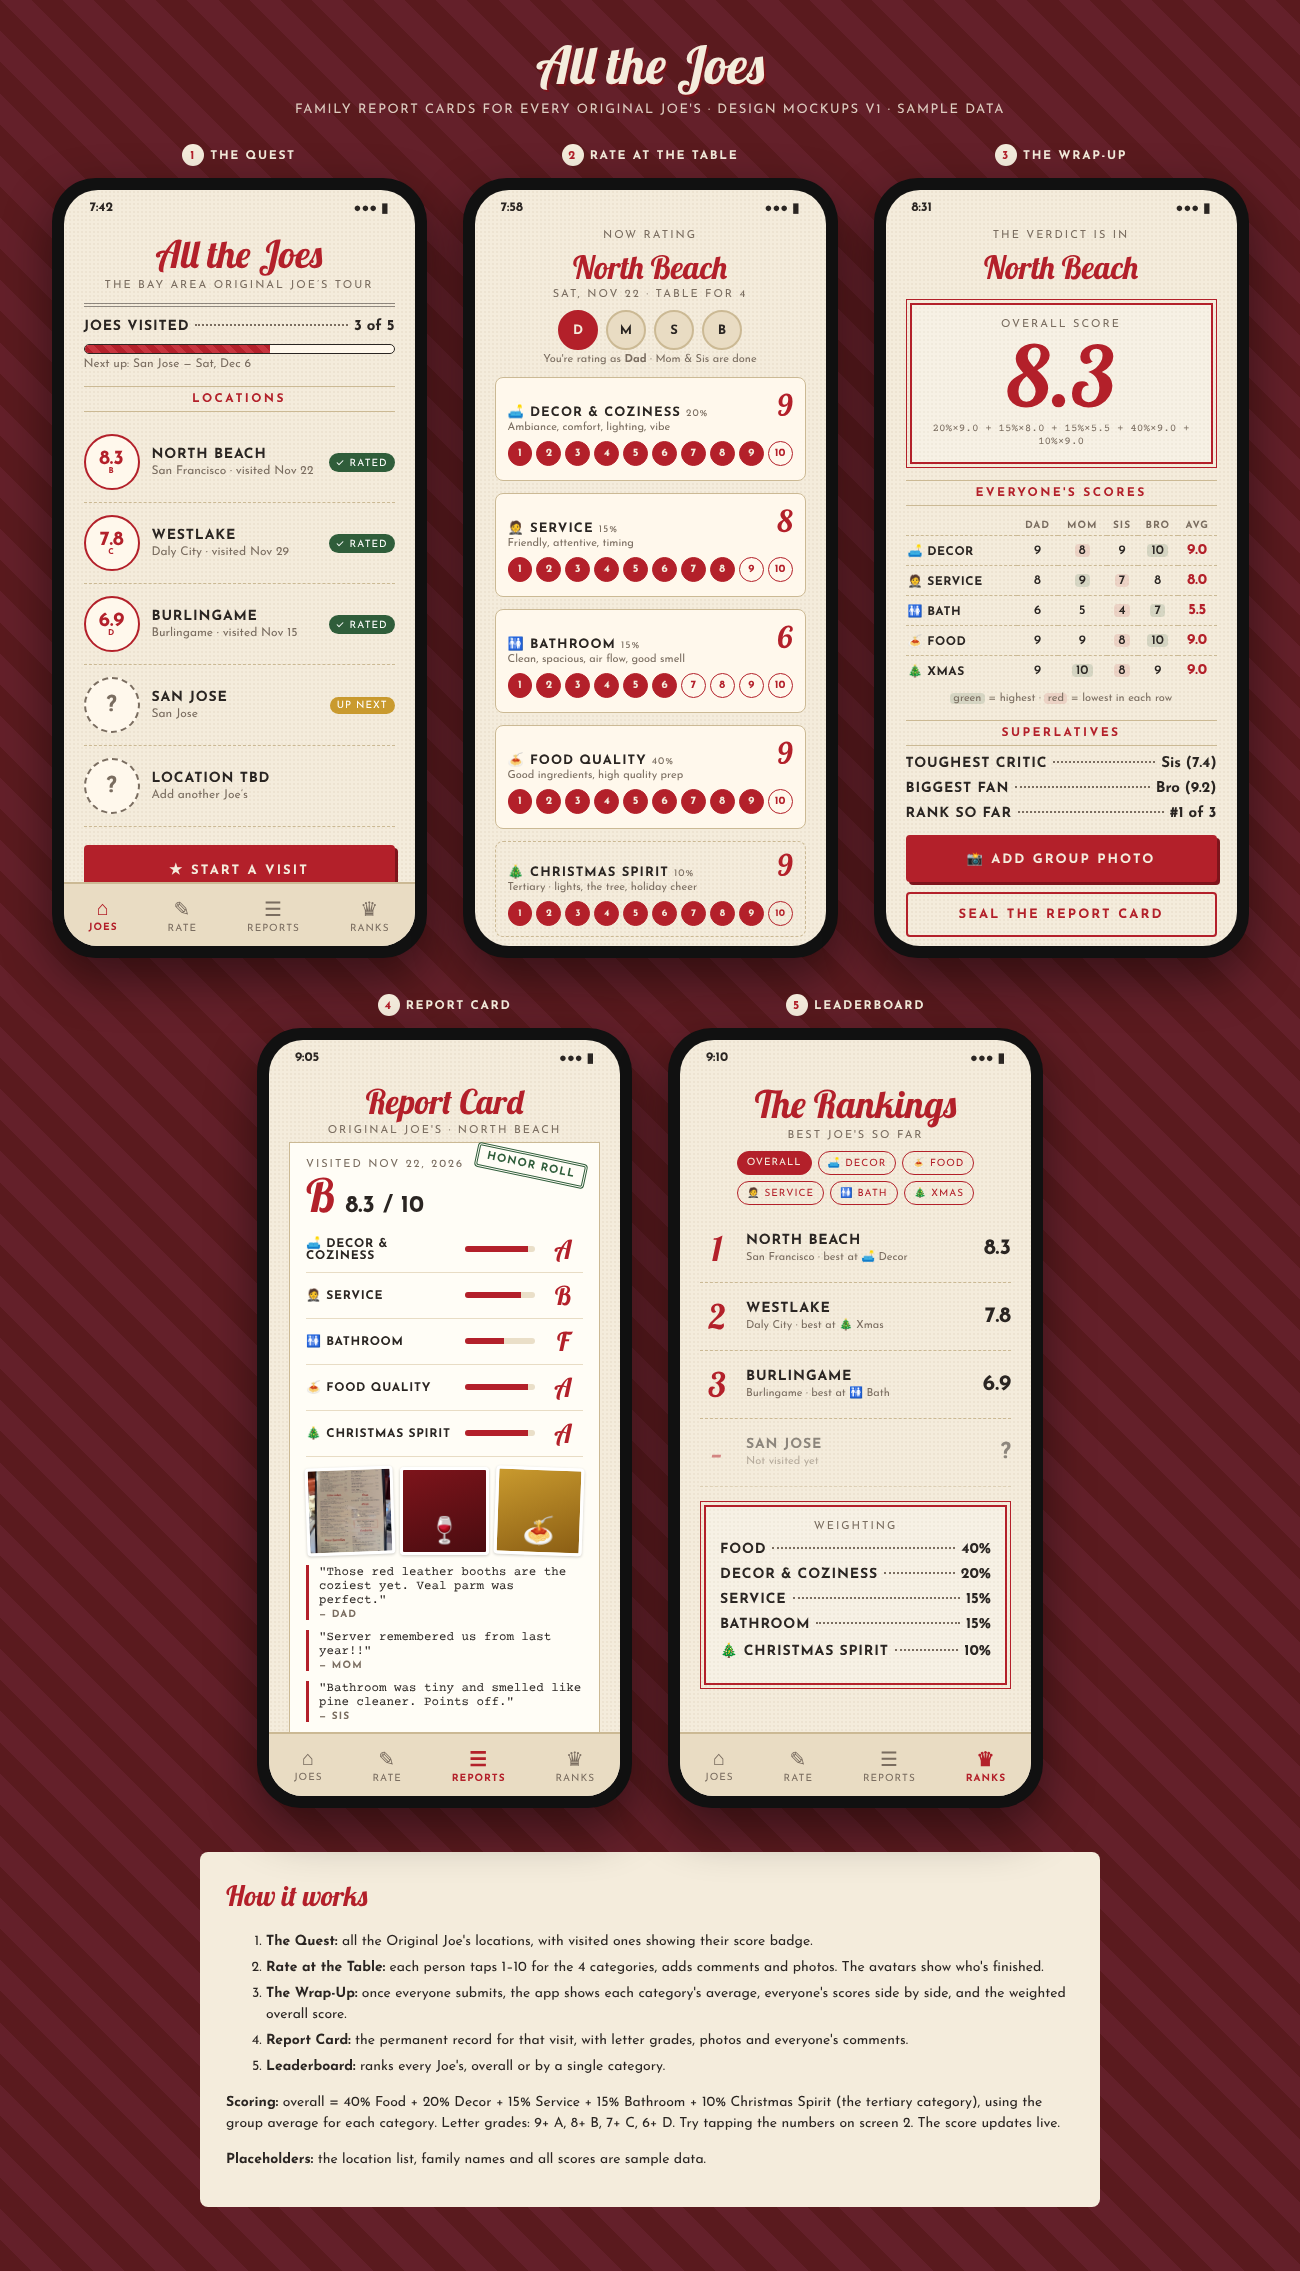 All the Joes
FAMILY REPORT CARDS FOR EVERY ORIGINAL JOE'S · DESIGN MOCKUPS V1 · SAMPLE DATA
1 THE QUEST
7:42
All the Joes
THE BAY AREA ORIGINAL JOE'S TOUR
JOES VISITED 3 of 5
Next up: San Jose – Sat, Dec 6
LOCATIONS
8.3 B
NORTH BEACH
San Francisco · visited Nov 22
✓ RATED
7.8 C
WESTLAKE
Daly City · visited Nov 29
✓ RATED
6.9 D
BURLINGAME
Burlingame · visited Nov 15
✓ RATED
?
SAN JOSE
San Jose
UP NEXT
?
LOCATION TBD
Add another Joe's
★ START A VISIT
JOES RATE REPORTS RANKS
2 RATE AT THE TABLE
7:58
NOW RATING
North Beach
SAT, NOV 22 · TABLE FOR 4
D M S B
You're rating as Dad · Mom & Sis are done
DECOR & COZINESS 20% 9
Ambiance, comfort, lighting, vibe
1 2 3 4 5 6 7 8 9 10
SERVICE 15% 8
Friendly, attentive, timing
1 2 3 4 5 6 7 8 9 10
BATHROOM 15% 6
Clean, spacious, air flow, good smell
1 2 3 4 5 6 7 8 9 10
FOOD QUALITY 40% 9
Good ingredients, high quality prep
1 2 3 4 5 6 7 8 9 10
CHRISTMAS SPIRIT 10% 9
Tertiary · lights, the tree, holiday cheer
1 2 3 4 5 6 7 8 9 10
3 THE WRAP-UP
8:31
THE VERDICT IS IN
North Beach
OVERALL SCORE
8.3
20%×9.0 + 15%×8.0 + 15%×5.5 + 40%×9.0 +
10%×9.0
EVERYONE'S SCORES
DAD MOM SIS BRO AVG
DECOR 9 8 9 10 9.0
SERVICE 8 9 7 8 8.0
BATH 6 5 4 7 5.5
FOOD 9 9 8 10 9.0
XMAS 9 10 8 9 9.0
green = highest · red = lowest in each row
SUPERLATIVES
TOUGHEST CRITIC Sis (7.4)
BIGGEST FAN Bro (9.2)
RANK SO FAR #1 of 3
ADD GROUP PHOTO
SEAL THE REPORT CARD
4 REPORT CARD
9:05
Report Card
ORIGINAL JOE'S · NORTH BEACH
VISITED NOV 22, 2026
HONOR ROLL
B 8.3 / 10
DECOR &
COZINESS A
SERVICE B
BATHROOM F
FOOD QUALITY A
CHRISTMAS SPIRIT A
"Those red leather booths are the
coziest yet. Veal parm was
perfect."
– DAD
"Server remembered us from last
year!!"
– MOM
"Bathroom was tiny and smelled like
pine cleaner. Points off."
– SIS
JOES RATE REPORTS RANKS
5 LEADERBOARD
9:10
The Rankings
BEST JOE'S SO FAR
OVERALL DECOR FOOD
SERVICE BATH XMAS
1 NORTH BEACH 8.3
San Francisco · best at Decor
2 WESTLAKE 7.8
Daly City · best at Xmas
3 BURLINGAME 6.9
Burlingame · best at Bath
– SAN JOSE ?
Not visited yet
WEIGHTING
FOOD 40%
DECOR & COZINESS 20%
SERVICE 15%
BATHROOM 15%
CHRISTMAS SPIRIT 10%
JOES RATE REPORTS RANKS
How it works
1. The Quest: all the Original Joe's locations, with visited ones showing their score badge.
2. Rate at the Table: each person taps 1–10 for the 4 categories, adds comments and photos. The avatars show who's finished.
3. The Wrap-Up: once everyone submits, the app shows each category's average, everyone's scores side by side, and the weighted
overall score.
4. Report Card: the permanent record for that visit, with letter grades, photos and everyone's comments.
5. Leaderboard: ranks every Joe's, overall or by a single category.
Scoring: overall = 40% Food + 20% Decor + 15% Service + 15% Bathroom + 10% Christmas Spirit (the tertiary category), using the
group average for each category. Letter grades: 9+ A, 8+ B, 7+ C, 6+ D. Try tapping the numbers on screen 2. The score updates live.
Placeholders: the location list, family names and all scores are sample data.